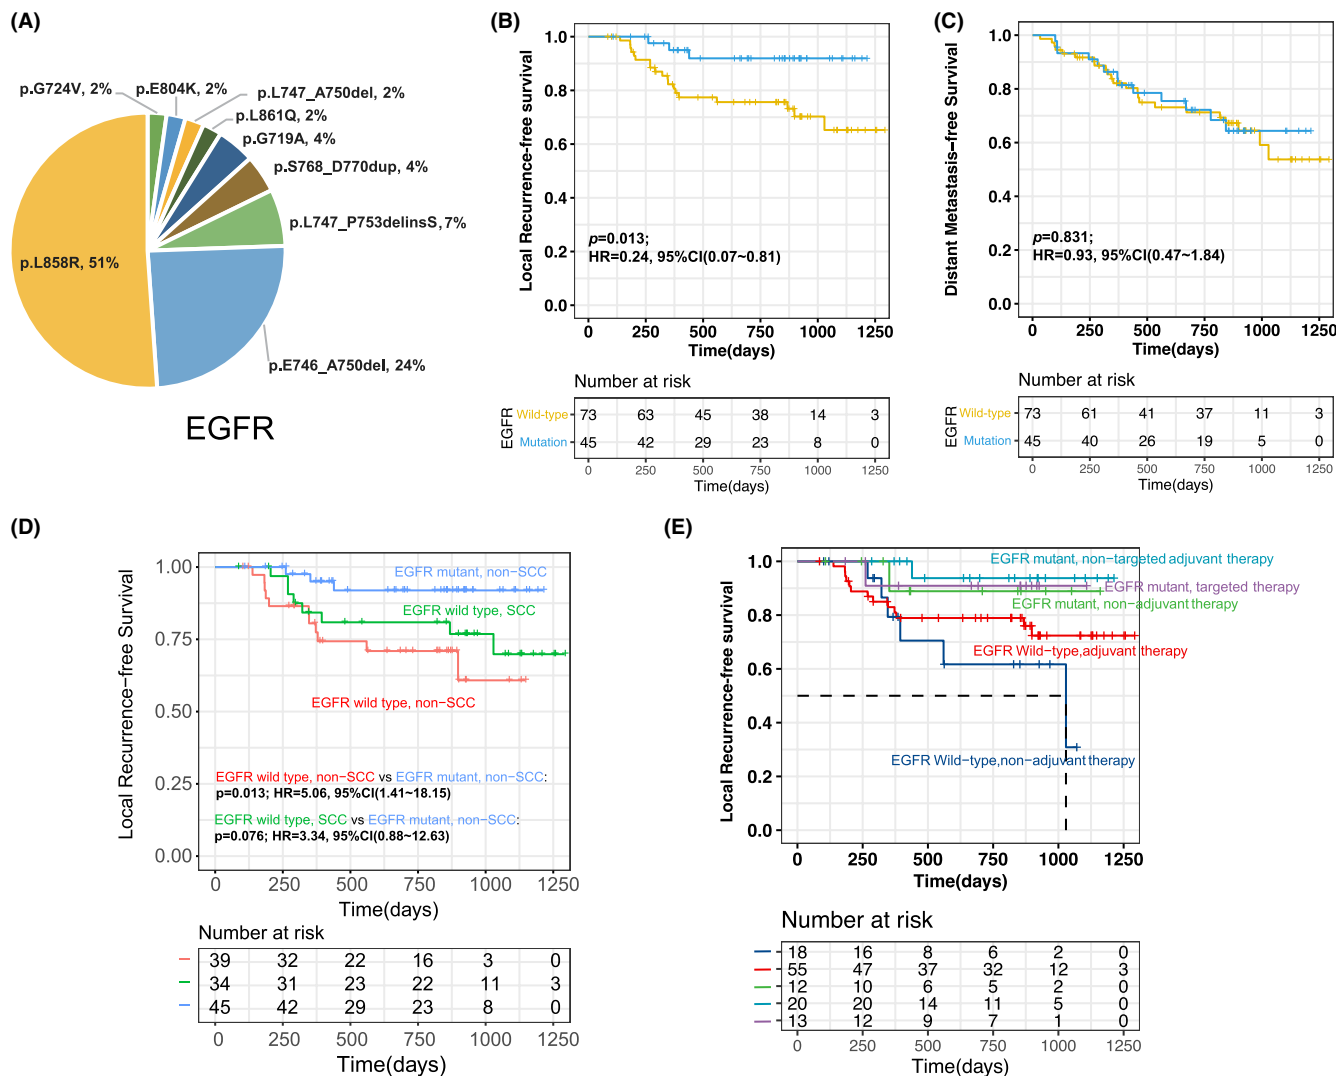 (A)
p.G724V, 2%
p.E804K, 2%
p.L747_A750del, 2%
p.L861Q, 2%
p.G719A, 4%
p.S768_D770dup, 4%
p.L747_P753delinsS, 7%
p.L858R, 51%
p.E746_A750del, 24%
EGFR
(B)
Local Recurrence-free survival
1.0
0.8
0.6
0.4
0.2
0.0
p=0.013;
HR=0.24, 95%CI(0.07~0.81)
0 250 500 750 1000 1250
Time(days)
Number at risk
EGFR
Wild-type 73 63 45 38 14 3
Mutation 45 42 29 23 8 0
0 250 500 750 1000 1250
Time(days)
(C)
Distant Metastasis-free survival
1.0
0.8
0.6
0.4
0.2
0.0
p=0.831;
HR=0.93, 95%CI(0.47~1.84)
0 250 500 750 1000 1250
Time(days)
Number at risk
EGFR
Wild-type 73 61 41 37 11 3
Mutation 45 40 26 19 5 0
0 250 500 750 1000 1250
Time(days)
(D)
Local Recurrence-free Survival
1.00
0.75
0.50
0.25
0.00
EGFR mutant, non-SCC
EGFR wild type, SCC
EGFR wild type, non-SCC
EGFR wild type, non-SCC vs EGFR mutant, non-SCC:
p=0.013; HR=5.06, 95%CI(1.41~18.15)
EGFR wild type, SCC vs EGFR mutant, non-SCC:
p=0.076; HR=3.34, 95%CI(0.88~12.63)
0 250 500 750 1000 1250
Time(days)
Number at risk
39 32 22 16 3 0
34 31 23 22 11 3
45 42 29 23 8 0
0 250 500 750 1000 1250
Time(days)
(E)
Local Recurrence-free survival
1.0
0.8
0.6
0.4
0.2
0.0
EGFR mutant, non-targeted adjuvant therapy
EGFR mutant, targeted therapy
EGFR mutant, non-adjuvant therapy
EGFR Wild-type,adjuvant therapy
EGFR Wild-type,non-adjuvant therapy
0 250 500 750 1000 1250
Time(days)
Number at risk
18 16 8 6 2 0
55 47 37 32 12 3
12 10 6 5 2 0
20 20 14 11 5 0
13 12 9 7 1 0
0 250 500 750 1000 1250
Time(days)